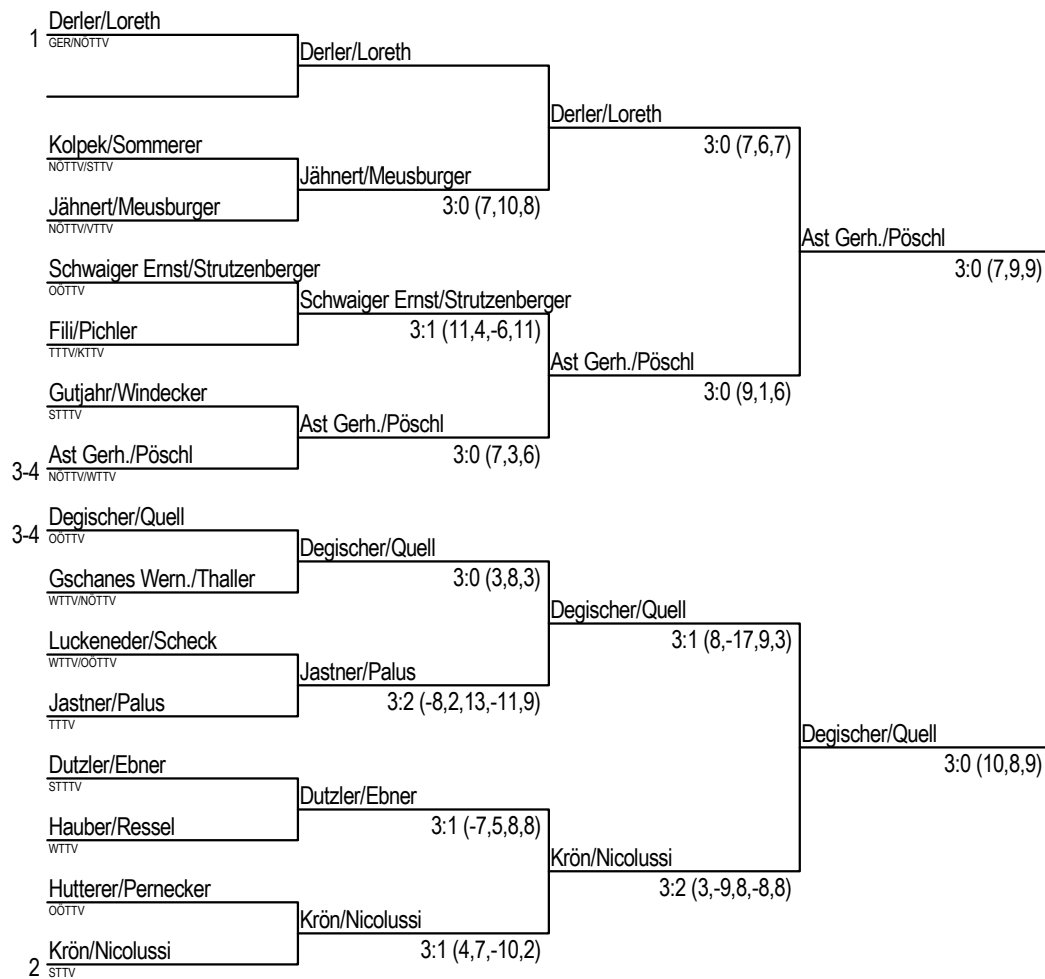 Derler/Loreth
1
GER/NÖTTV
Derler/Loreth
Derler/Loreth
3:0 (7,6,7)
Kolpek/Sommerer
NÖTTV/STTV
Jähnert/Meusburger
3:0 (7,10,8)
Jähnert/Meusburger
NÖTTV/VTTV
Ast Gerh./Pöschl
3:0 (7,9,9)
Schwaiger Ernst/Strutzenberger
OÖTTV
Schwaiger Ernst/Strutzenberger
3:1 (11,4,-6,11)
Fili/Pichler
TTTV/KTTV
Ast Gerh./Pöschl
3:0 (9,1,6)
Gutjahr/Windecker
STTTV
Ast Gerh./Pöschl
3:0 (7,3,6)
Ast Gerh./Pöschl
3-4
NÖTTV/WTTV
Degischer/Quell
3-4
OÖTTV
Degischer/Quell
3:0 (3,8,3)
Gschanes Wern./Thaller
WTTV/NÖTTV
Degischer/Quell
3:1 (8,-17,9,3)
Luckeneder/Scheck
WTTV/OÖTTV
Jastner/Palus
3:2 (-8,2,13,-11,9)
Jastner/Palus
TTTV
Degischer/Quell
3:0 (10,8,9)
Dutzler/Ebner
STTTV
Dutzler/Ebner
3:1 (-7,5,8,8)
Hauber/Ressel
WTTV
Krön/Nicolussi
3:2 (3,-9,8,-8,8)
Hutterer/Pernecker
OÖTTV
Krön/Nicolussi
3:1 (4,7,-10,2)
Krön/Nicolussi
2
STTV